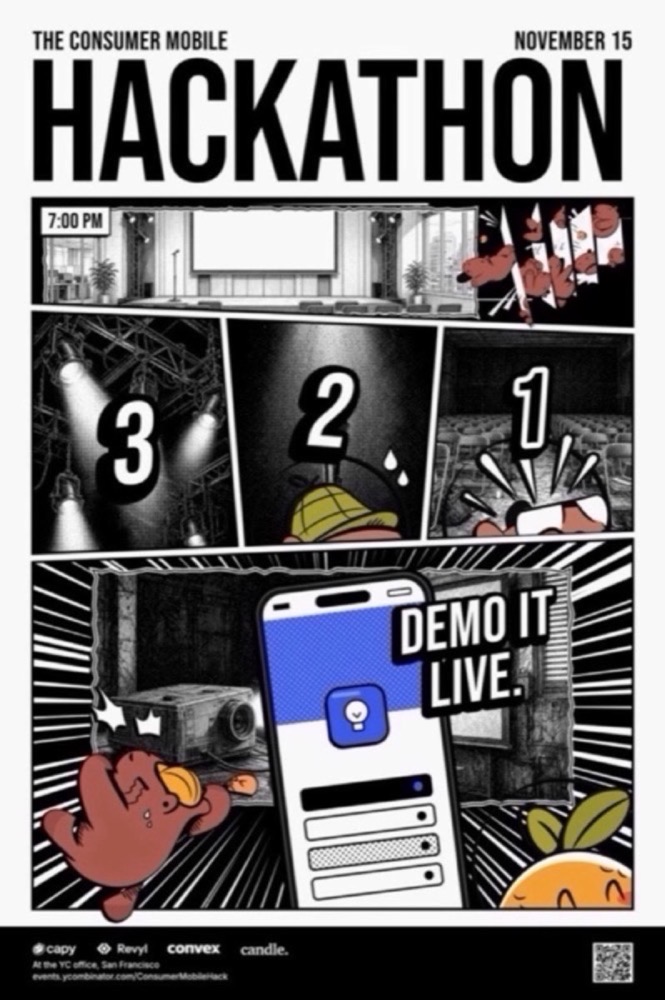 THE CONSUMER MOBILE
NOVEMBER 15
HACKATHON
7:00 PM
3
2
1
DEMO IT
LIVE.
capy
Revyl
convex
candle.
At the YC office, San Francisco
events.ycombinator.com/ConsumerMobileHack